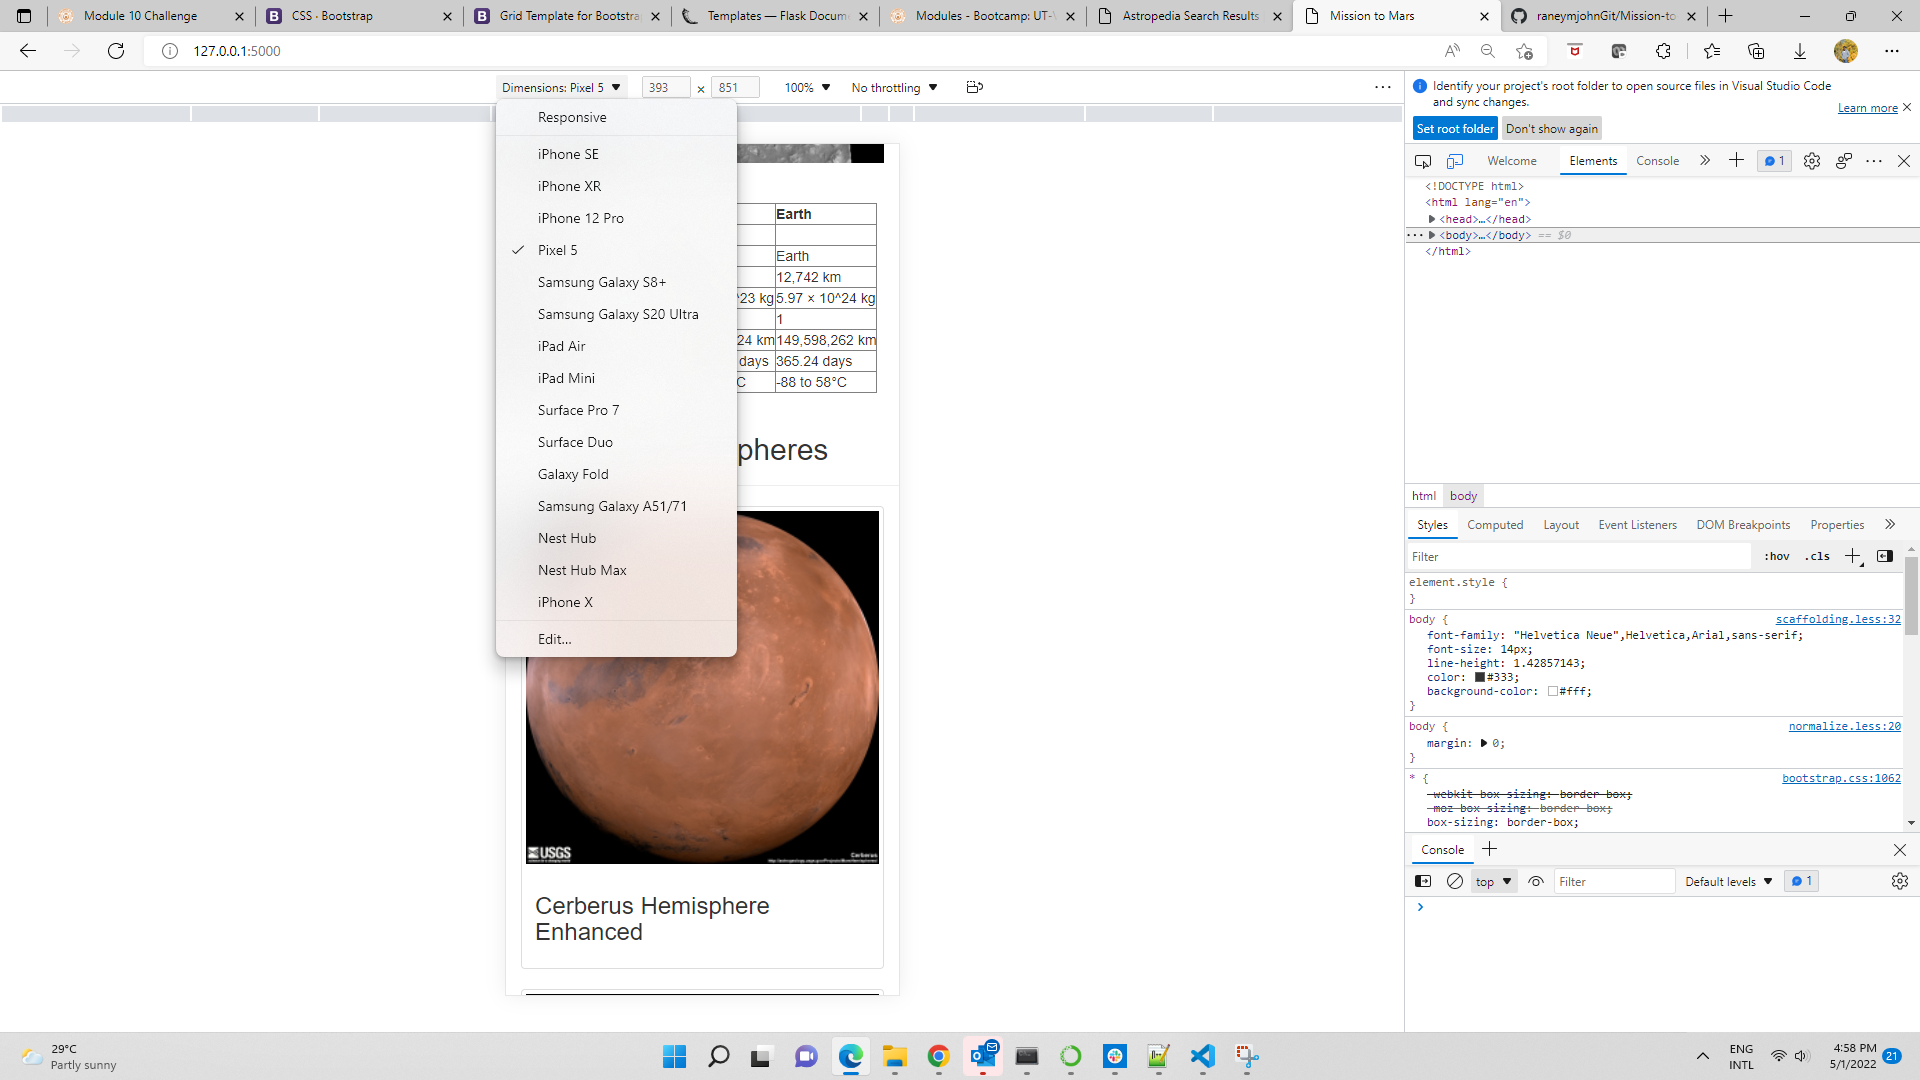 Module 10 Challenge
CSS · Bootstrap
Grid Template for Bootstra
Templates — Flask Docum
Modules - Bootcamp: UT-V
Astropedia Search Results
Mission to Mars
raneymjohnGit/Mission-to
127.0.0.1:5000
Dimensions: Pixel 5
393
×
851
100%
No throttling
Responsive
iPhone SE
iPhone XR
iPhone 12 Pro
Pixel 5
Samsung Galaxy S8+
Samsung Galaxy S20 Ultra
iPad Air
iPad Mini
Surface Pro 7
Surface Duo
Galaxy Fold
Samsung Galaxy A51/71
Nest Hub
Nest Hub Max
iPhone X
Edit...
Earth
Earth
12,742 km
^23 kg 5.97 × 10^24 kg
1
24 km 149,598,262 km
days 365.24 days
C -88 to 58°C
pheres
USGS
Cerberus
Cerberus Hemisphere
Enhanced
Identify your project's root folder to open source files in Visual Studio Code
and sync changes.
Learn more
Set root folder
Don't show again
Welcome
Elements
Console
1
<!DOCTYPE html>
<html lang="en">
<head>…</head>
<body>…</body> == $0
</html>
html
body
Styles
Computed
Layout
Event Listeners
DOM Breakpoints
Properties
Filter
:hov
.cls
element.style {
}
body {
scaffolding.less:32
font-family: "Helvetica Neue",Helvetica,Arial,sans-serif;
font-size: 14px;
line-height: 1.42857143;
color: #333;
background-color: #fff;
}
body {
normalize.less:20
margin: 0;
}
* {
bootstrap.css:1062
-webkit-box-sizing: border-box;
-moz-box-sizing: border-box;
box-sizing: border-box;
Console
top
Filter
Default levels
1
29°C
Partly sunny
ENG
INTL
4:58 PM
5/1/2022
21